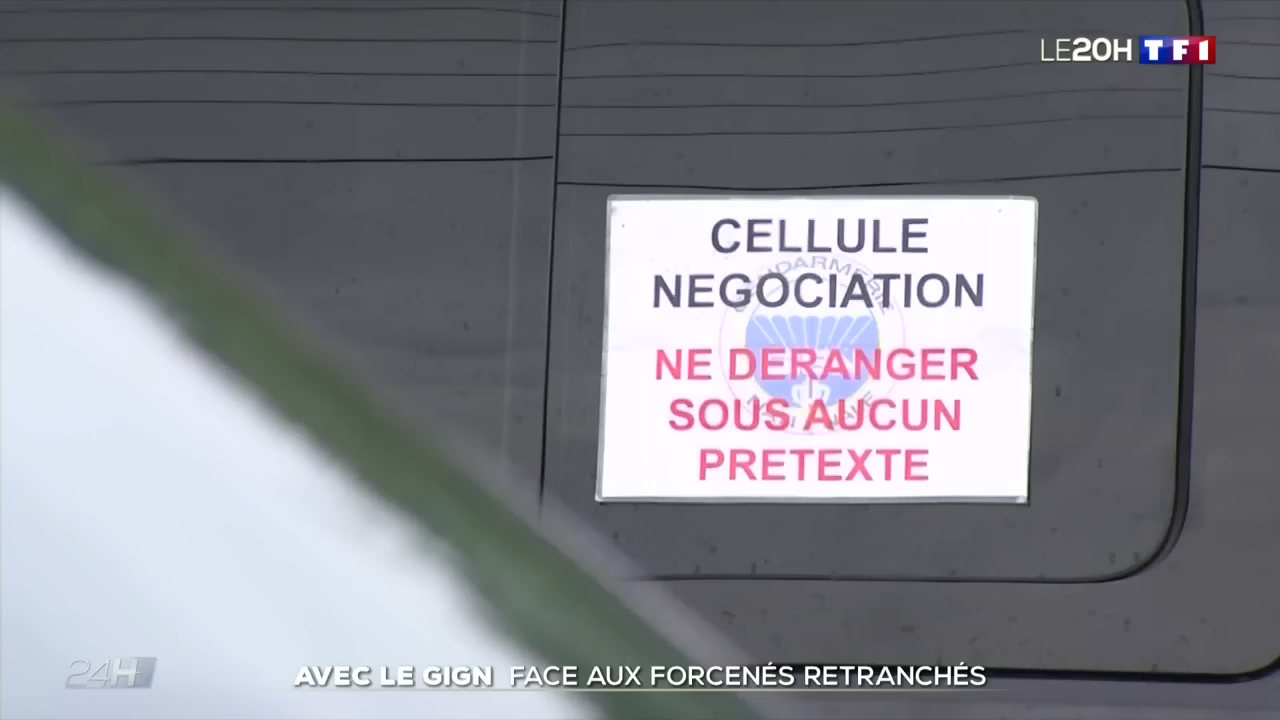 LE20H TF1
CELLULE
NEGOCIATION
NE DERANGER
SOUS AUCUN
PRETEXTE
24H
AVEC LE GIGN FACE AUX FORCENÉS RETRANCHÉS